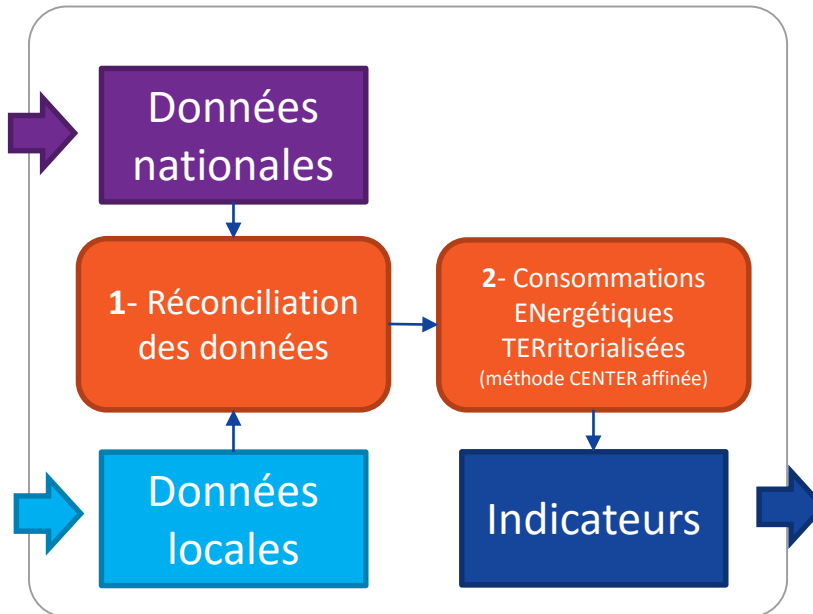 Données
nationales
1- Réconciliation
des données
2- Consommations
ENergétiques
TERritorialisées
(méthode CENTER affinée)
Données
locales
Indicateurs